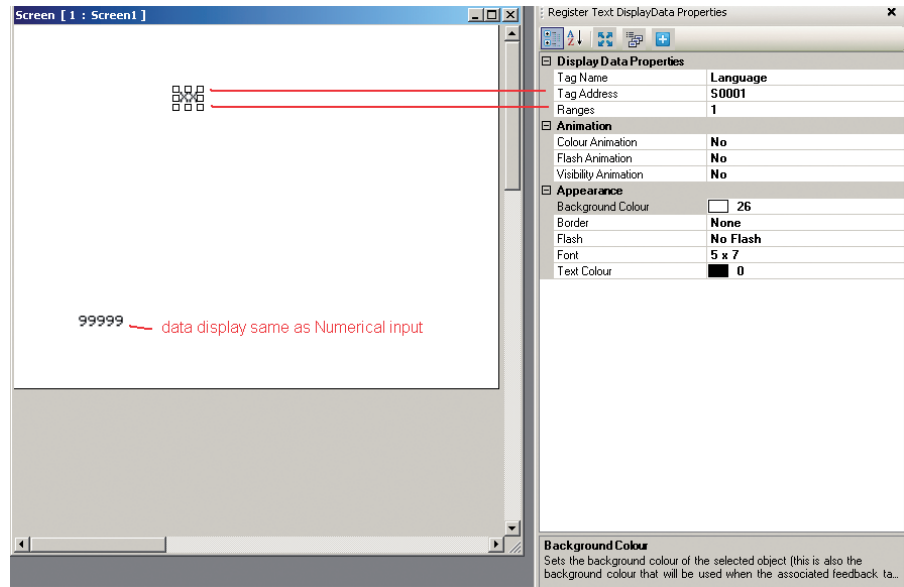 Screen [ 1 : Screen1 ]
99999
data display same as Numerical input
Register Text DisplayData Properties
Display Data Properties
Tag Name Language
Tag Address S0001
Ranges 1
Animation
Colour Animation No
Flash Animation No
Visibility Animation No
Appearance
Background Colour 26
Border None
Flash No Flash
Font 5 x 7
Text Colour 0
Background Colour
Sets the background colour of the selected object (this is also the
background colour that will be used when the associated feedback ta...